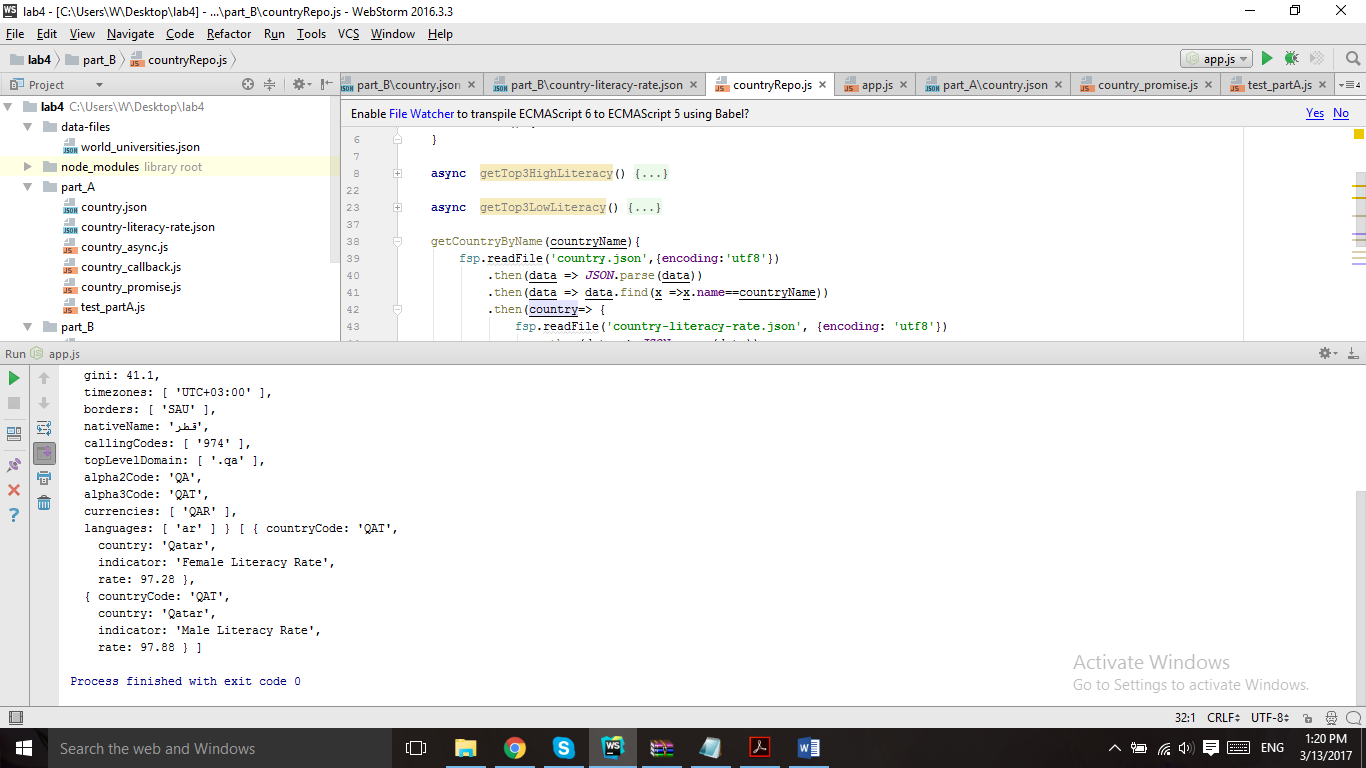 lab4 - [C:\Users\W\Desktop\lab4] - ...\part_B\countryRepo.js - WebStorm 2016.3.3
File Edit View Navigate Code Refactor Run Tools VCS Window Help
lab4 part_B countryRepo.js app.js
Project
part_B\country.json part_B\country-literacy-rate.json countryRepo.js app.js part_A\country.json country_promise.js test_partA.js
lab4 C:\Users\W\Desktop\lab4
data-files
world_universities.json
node_modules library root
part_A
country.json
country-literacy-rate.json
country_async.js
country_callback.js
country_promise.js
test_partA.js
part_B
Enable File Watcher to transpile ECMAScript 6 to ECMAScript 5 using Babel? Yes No
6 }
7
8 async getTop3HighLiteracy() {...}
22
23 async getTop3LowLiteracy() {...}
37
38 getCountryByName(countryName){
39 fsp.readFile('country.json',{encoding:'utf8'})
40 .then(data => JSON.parse(data))
41 .then(data => data.find(x =>x.name==countryName))
42 .then(country=> {
43 fsp.readFile('country-literacy-rate.json', {encoding: 'utf8'})
Run app.js
gini: 41.1,
timezones: [ 'UTC+03:00' ],
borders: [ 'SAU' ],
nativeName: 'قطر',
callingCodes: [ '974' ],
topLevelDomain: [ '.qa' ],
alpha2Code: 'QA',
alpha3Code: 'QAT',
currencies: [ 'QAR' ],
languages: [ 'ar' ] } [ { countryCode: 'QAT',
country: 'Qatar',
indicator: 'Female Literacy Rate',
rate: 97.28 },
{ countryCode: 'QAT',
country: 'Qatar',
indicator: 'Male Literacy Rate',
rate: 97.88 } ]
Process finished with exit code 0
Activate Windows
Go to Settings to activate Windows.
32:1 CRLF UTF-8
Search the web and Windows
ENG
1:20 PM
3/13/2017